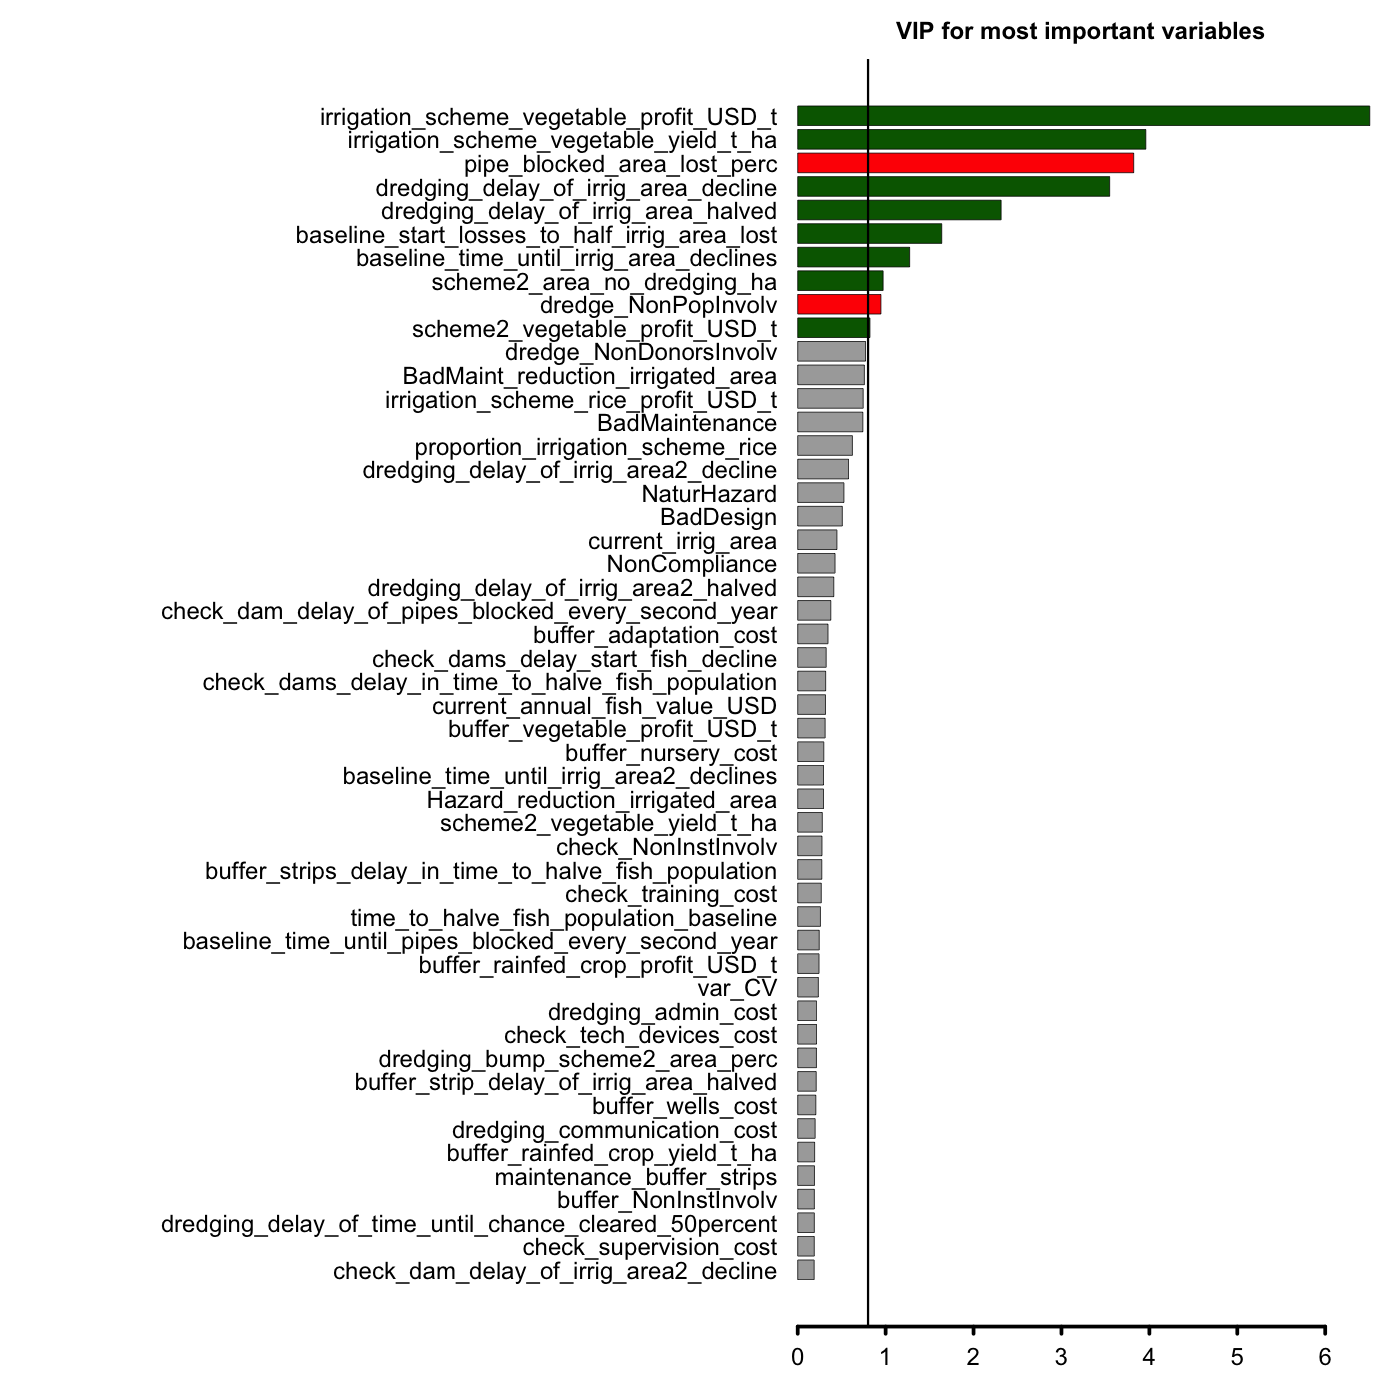 VIP for most important variables
irrigation_scheme_vegetable_profit_USD_t
irrigation_scheme_vegetable_yield_t_ha
pipe_blocked_area_lost_perc
dredging_delay_of_irrig_area_decline
dredging_delay_of_irrig_area_halved
baseline_start_losses_to_half_irrig_area_lost
baseline_time_until_irrig_area_declines
scheme2_area_no_dredging_ha
dredge_NonPopInvolv
scheme2_vegetable_profit_USD_t
dredge_NonDonorsInvolv
BadMaint_reduction_irrigated_area
irrigation_scheme_rice_profit_USD_t
BadMaintenance
proportion_irrigation_scheme_rice
dredging_delay_of_irrig_area2_decline
NaturHazard
BadDesign
current_irrig_area
NonCompliance
dredging_delay_of_irrig_area2_halved
check_dam_delay_of_pipes_blocked_every_second_year
buffer_adaptation_cost
check_dams_delay_start_fish_decline
check_dams_delay_in_time_to_halve_fish_population
current_annual_fish_value_USD
buffer_vegetable_profit_USD_t
buffer_nursery_cost
baseline_time_until_irrig_area2_declines
Hazard_reduction_irrigated_area
scheme2_vegetable_yield_t_ha
check_NonInstInvolv
buffer_strips_delay_in_time_to_halve_fish_population
check_training_cost
time_to_halve_fish_population_baseline
baseline_time_until_pipes_blocked_every_second_year
buffer_rainfed_crop_profit_USD_t
var_CV
dredging_admin_cost
check_tech_devices_cost
dredging_bump_scheme2_area_perc
buffer_strip_delay_of_irrig_area_halved
buffer_wells_cost
dredging_communication_cost
buffer_rainfed_crop_yield_t_ha
maintenance_buffer_strips
buffer_NonInstInvolv
dredging_delay_of_time_until_chance_cleared_50percent
check_supervision_cost
check_dam_delay_of_irrig_area2_decline
0 1 2 3 4 5 6